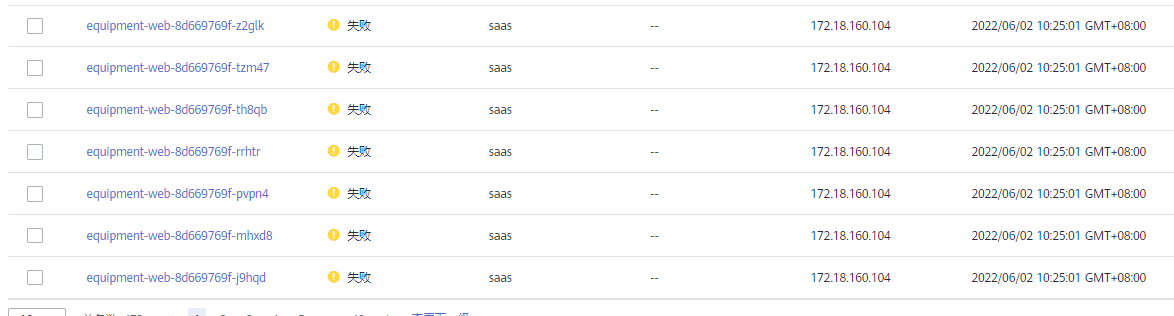 equipment-web-8d669769f-z2glk 失败 saas -- 172.18.160.104 2022/06/02 10:25:01 GMT+08:00
equipment-web-8d669769f-tzm47 失败 saas -- 172.18.160.104 2022/06/02 10:25:01 GMT+08:00
equipment-web-8d669769f-th8qb 失败 saas -- 172.18.160.104 2022/06/02 10:25:01 GMT+08:00
equipment-web-8d669769f-rrhtr 失败 saas -- 172.18.160.104 2022/06/02 10:25:01 GMT+08:00
equipment-web-8d669769f-pvpn4 失败 saas -- 172.18.160.104 2022/06/02 10:25:01 GMT+08:00
equipment-web-8d669769f-mhxd8 失败 saas -- 172.18.160.104 2022/06/02 10:25:01 GMT+08:00
equipment-web-8d669769f-j9hqd 失败 saas -- 172.18.160.104 2022/06/02 10:25:01 GMT+08:00